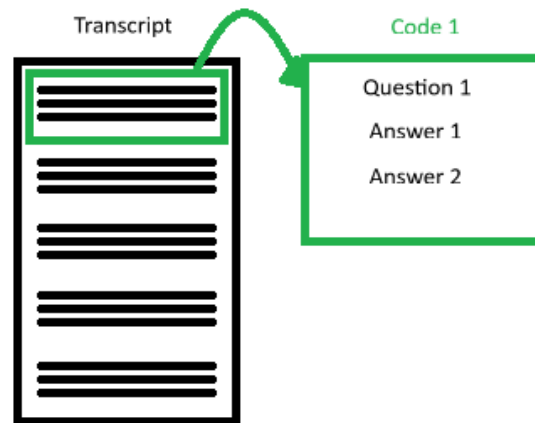 Transcript
Code 1
Question 1
Answer 1
Answer 2